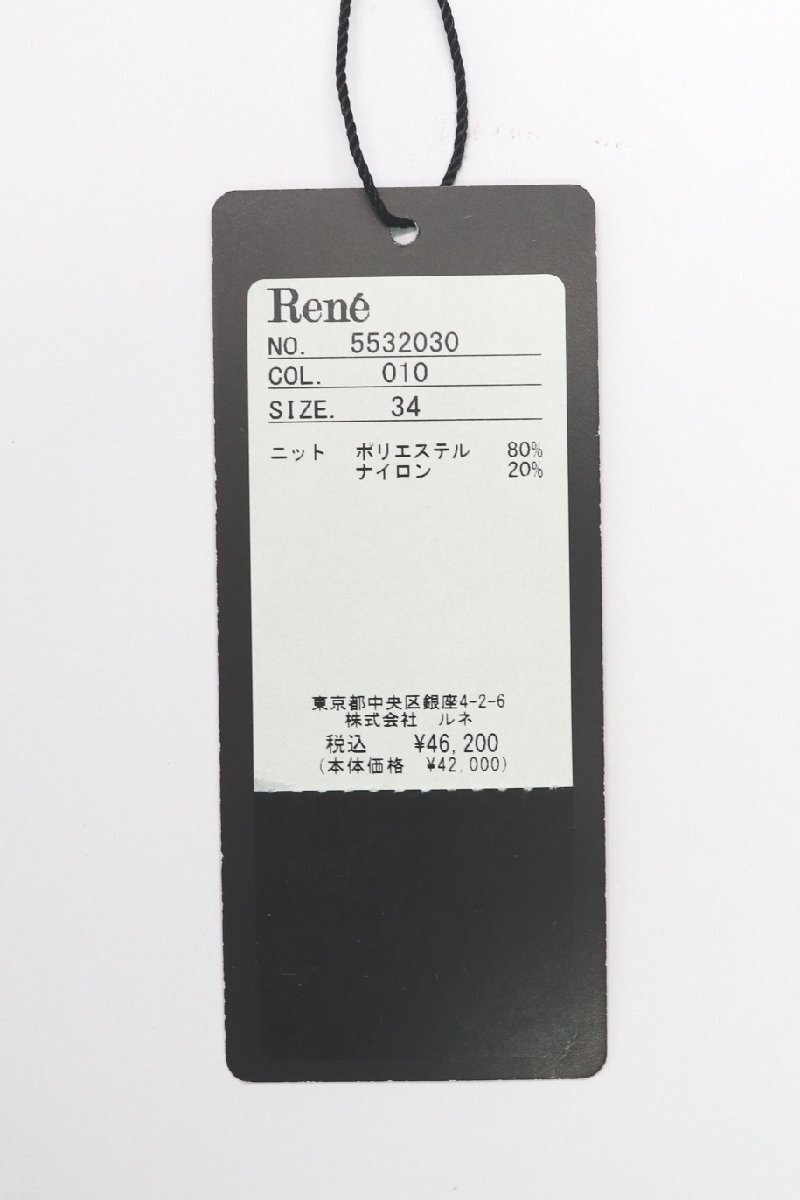 René
NO. 5532030
COL. 010
SIZE. 34
ニット ポリエステル 80%
ナイロン 20%
東京都中央区銀座4-2-6
株式会社 ルネ
税込 ¥46,200
(本体価格 ¥42,000)